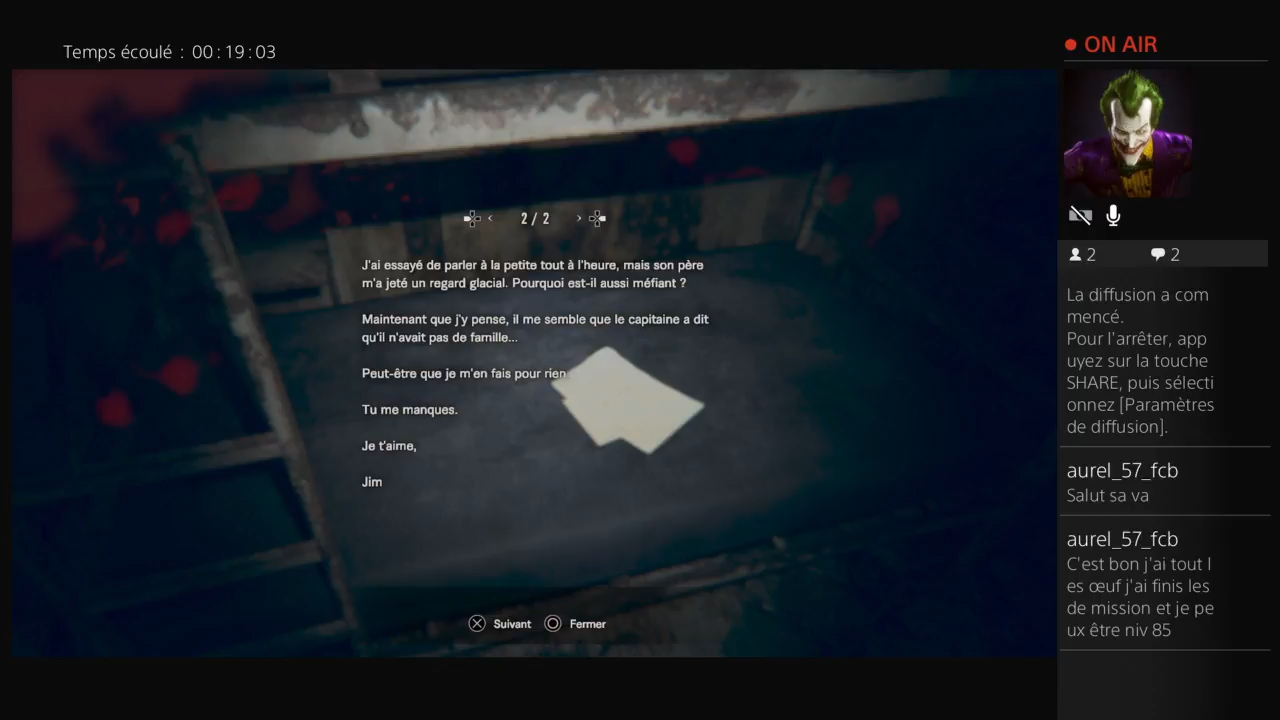 Temps écoulé : 00:19:03
ON AIR
2 / 2
J'ai essayé de parler à la petite tout à l'heure, mais son père
m'a jeté un regard glacial. Pourquoi est-il aussi méfiant ?
Maintenant que j'y pense, il me semble que le capitaine a dit
qu'il n'avait pas de famille...
Peut-être que je m'en fais pour rien
Tu me manques.
Je t'aime,
Jim
Suivant
Fermer
2
2
La diffusion a com
mencé.
Pour l'arrêter, app
uyez sur la touche
SHARE, puis sélecti
onnez [Paramètres
de diffusion].
aurel_57_fcb
Salut sa va
aurel_57_fcb
C'est bon j'ai tout l
es œuf j'ai finis les
de mission et je pe
ux être niv 85